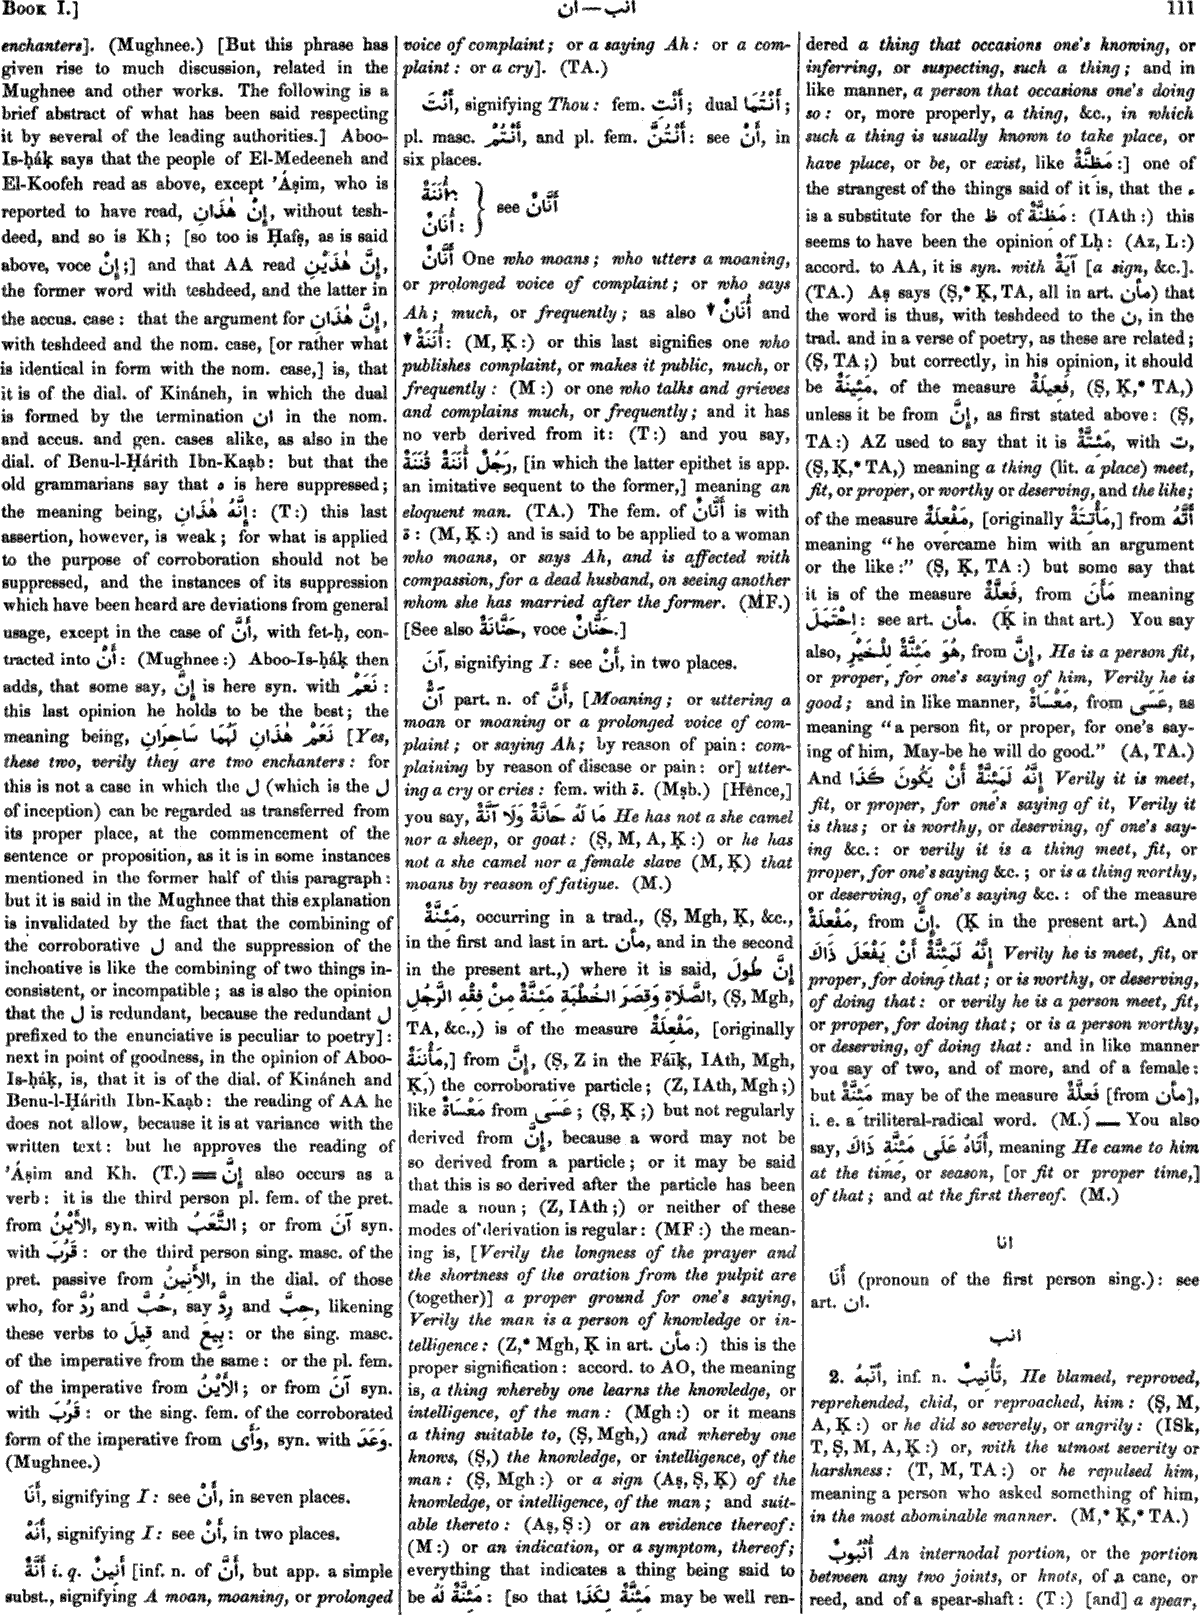 BOOK I.]
انب—ان
111
enchanters]. (Mughnee.) [But this phrase has
given rise to much discussion, related in the
Mughnee and other works. The following is a
brief abstract of what has been said respecting
it by several of the leading authorities.] Aboo-
Is-ḥáḳ says that the people of El-Medeeneh and
El-Koofeh read as above, except ’Áṣim, who is
reported to have read, إِنْ هٰذَانِ, without tesh-
deed, and so is Kh; [so too is Ḥafṣ, as is said
above, voce إِنْ;] and that AA read إِنَّ هٰذَيْنِ,
the former word with teshdeed, and the latter in
the accus. case: that the argument for إِنَّ هٰذَانِ,
with teshdeed and the nom. case, [or rather what
is identical in form with the nom. case,] is, that
it is of the dial. of Kináneh, in which the dual
is formed by the termination ان in the nom.
and accus. and gen. cases alike, as also in the
dial. of Benu-l-Ḥárith Ibn-Kaạb: but that the
old grammarians say that ه is here suppressed;
the meaning being, إِنَّهُ هٰذَانِ: (T:) this last
assertion, however, is weak; for what is applied
to the purpose of corroboration should not be
suppressed, and the instances of its suppression
which have been heard are deviations from general
usage, except in the case of أَنَّ, with fet-ḥ, con-
tracted into أَنْ: (Mughnee:) Aboo-Is-ḥáḳ then
adds, that some say, إِنَّ is here syn. with نَعَمْ:
this last opinion he holds to be the best; the
meaning being, نَعَمْ هٰذَانِ لَهُمَا سَاحِرَانِ [Yes,
these two, verily they are two enchanters: for
this is not a case in which the ل (which is the ل
of inception) can be regarded as transferred from
its proper place, at the commencement of the
sentence or proposition, as it is in some instances
mentioned in the former half of this paragraph:
but it is said in the Mughnee that this explanation
is invalidated by the fact that the combining of
the corroborative ل and the suppression of the
inchoative is like the combining of two things in-
consistent, or incompatible; as is also the opinion
that the ل is redundant, because the redundant ل
prefixed to the enunciative is peculiar to poetry]:
next in point of goodness, in the opinion of Aboo-
Is-ḥáḳ, is, that it is of the dial. of Kináneh and
Benu-l-Ḥárith Ibn-Kaạb: the reading of AA he
does not allow, because it is at variance with the
written text: but he approves the reading of
’Áṣim and Kh. (T.) ═ إِنَّ also occurs as a
verb: it is the third person pl. fem. of the pret.
from الأَيْنُ, syn. with التَّعَبُ; or from آنَ syn.
with قَرُبَ: or the third person sing. masc. of the
pret. passive from الأَنِينُ, in the dial. of those
who, for رُدَّ and حُبَّ, say رِدَّ and حِبَّ, likening
these verbs to قِيلَ and بِيعَ: or the sing. masc.
of the imperative from the same: or the pl. fem.
of the imperative from الأَيْنُ; or from آنَ syn.
with قَرُبَ: or the sing. fem. of the corroborated
form of the imperative from وَأَى, syn. with وَعَدَ.
(Mughnee.)
أَنَا, signifying I: see أَنْ, in seven places.
أَنَهْ, signifying I: see أَنْ, in two places.
أَنَّةٌ i. q. أَنِينٌ [inf. n. of أَنَّ, but app. a simple
subst., signifying A moan, moaning, or prolonged
voice of complaint; or a saying Ah: or a com-
plaint: or a cry]. (TA.)
أَنْتَ, signifying Thou: fem. أَنْتِ; dual أَنْتُمَا;
pl. masc. أَنْتُمْ, and pl. fem. أَنْتُنَّ: see أَنْ, in
six places.
أُنَنَةٌ:
أُنَانٌ:
} see أَنَّانٌ
أَنَّانٌ One who moans; who utters a moaning,
or prolonged voice of complaint; or who says
Ah; much, or frequently; as also ↓ أُنَانٌ and
↓ أُنَنَةٌ: (M, Ḳ:) or this last signifies one who
publishes complaint, or makes it public, much, or
frequently: (M:) or one who talks and grieves
and complains much, or frequently; and it has
no verb derived from it: (T:) and you say,
رَجُلٌ أُنَنَةٌ قُنَنَةٌ, [in which the latter epithet is app.
an imitative sequent to the former,] meaning an
eloquent man. (TA.) The fem. of أَنَّانٌ is with
ة: (M, Ḳ:) and is said to be applied to a woman
who moans, or says Ah, and is affected with
compassion, for a dead husband, on seeing another
whom she has married after the former. (MF.)
[See also حَنَّانَةٌ, voce حَنَّانٌ.]
آنَ, signifying I: see أَنْ, in two places.
آنٌّ part. n. of أَنَّ, [Moaning; or uttering a
moan or moaning or a prolonged voice of com-
plaint; or saying Ah; by reason of pain: com-
plaining by reason of disease or pain: or] utter-
ing a cry or cries: fem. with ة. (Mṣb.) [Hence,]
you say, مَا لَهُ حَانَّةٌ وَلَا آنَّةٌ He has not a she camel
nor a sheep, or goat: (Ṣ, M, A, Ḳ:) or he has
not a she camel nor a female slave (M, Ḳ) that
moans by reason of fatigue. (M.)
مَئِنَّةٌ, occurring in a trad., (Ṣ, Mgh, Ḳ, &c.,
in the first and last in art. مأن, and in the second
in the present art.,) where it is said, إِنَّ طُولَ
الصَّلَاةِ وَقِصَرَ الخُطْبَةِ مَئِنَّةٌ مِنْ فِقْهِ الرَّجُلِ, (Ṣ, Mgh,
TA, &c.,) is of the measure مَفْعِلَةٌ, [originally
مَأْنِنَةٌ,] from إِنَّ, (Ṣ, Z in the Fáïḳ, IAth, Mgh,
Ḳ,) the corroborative particle; (Z, IAth, Mgh;)
like مَعْسَاةٌ from عَسَى; (Ṣ, Ḳ;) but not regularly
derived from إِنَّ, because a word may not be
so derived from a particle; or it may be said
that this is so derived after the particle has been
made a noun; (Z, IAth;) or neither of these
modes of derivation is regular: (MF:) the mean-
ing is, [Verily the longness of the prayer and
the shortness of the oration from the pulpit are
(together)] a proper ground for one's saying,
Verily the man is a person of knowledge or in-
telligence: (Z,* Mgh, Ḳ in art. مأن:) this is the
proper signification: accord. to AO, the meaning
is, a thing whereby one learns the knowledge, or
intelligence, of the man: (Mgh:) or it means
a thing suitable to, (Ṣ, Mgh,) and whereby one
knows, (Ṣ,) the knowledge, or intelligence, of the
man: (Ṣ, Mgh:) or a sign (Aṣ, Ṣ, Ḳ) of the
knowledge, or intelligence, of the man; and suit-
able thereto: (Aṣ, Ṣ:) or an evidence thereof:
(M:) or an indication, or a symptom, thereof;
everything that indicates a thing being said to
be مَئِنَّةٌ لَهُ: [so that مَئِنَّةٌ لِكَذَا may be well ren-
dered a thing that occasions one's knowing, or
inferring, or suspecting, such a thing; and in
like manner, a person that occasions one's doing
so: or, more properly, a thing, &c., in which
such a thing is usually known to take place, or
have place, or be, or exist, like مَظِنَّةٌ:] one of
the strangest of the things said of it is, that the ء
is a substitute for the ظ of مَظِنَّةٌ: (IAth:) this
seems to have been the opinion of Lḥ: (Az, L:)
accord. to AA, it is syn. with آيَةٌ [a sign, &c.].
(TA.) Aṣ says (Ṣ,* Ḳ, TA, all in art. مأن) that
the word is thus, with teshdeed to the ن, in the
trad. and in a verse of poetry, as these are related;
(Ṣ, TA;) but correctly, in his opinion, it should
be مَئِينَةٌ, of the measure فَعِيلَةٌ, (Ṣ, Ḳ,* TA,)
unless it be from إِنَّ, as first stated above: (Ṣ,
TA:) AZ used to say that it is مَئِتَّةٌ, with ت,
(Ṣ, Ḳ,* TA,) meaning a thing (lit. a place) meet,
fit, or proper, or worthy or deserving, and the like;
of the measure مَفْعِلَةٌ, [originally مَأْتِتَةٌ,] from أَتَّهُ
meaning “he overcame him with an argument
or the like:” (Ṣ, Ḳ, TA:) but some say that
it is of the measure فَعِلَّةٌ, from مَأَنَ meaning
اِحْتَمَلَ: see art. مأن. (Ḳ in that art.) You say
also, هُوَ مَئِنَّةٌ لِلْخَيْرِ, from إِنَّ, He is a person fit,
or proper, for one's saying of him, Verily he is
good; and in like manner, مَعْسَاةٌ, from عَسَى, as
meaning “a person fit, or proper, for one's say-
ing of him, May-be he will do good.” (A, TA.)
And إِنَّهُ لَمَئِنَّةٌ أَنْ يَكُونَ كَذَا Verily it is meet,
fit, or proper, for one's saying of it, Verily it
is thus; or is worthy, or deserving, of one's say-
ing &c.: or verily it is a thing meet, fit, or
proper, for one's saying &c.; or is a thing worthy,
or deserving, of one's saying &c.: of the measure
مَفْعِلَةٌ, from إِنَّ. (Ḳ in the present art.) And
إِنَّهُ لَمَئِنَّةٌ أَنْ يَفْعَلَ ذَاكَ Verily he is meet, fit, or
proper, for doing that; or is worthy, or deserving,
of doing that: or verily he is a person meet, fit,
or proper, for doing that; or is a person worthy,
or deserving, of doing that: and in like manner
you say of two, and of more, and of a female:
but مَئِنَّةٌ may be of the measure فَعِلَّةٌ [from مأن],
i. e. a triliteral-radical word. (M.) — You also
say, أَتَاهُ عَلَى مَئِنَّةِ ذَاكَ, meaning He came to him
at the time, or season, [or fit or proper time,]
of that; and at the first thereof. (M.)
انا
أَنَا (pronoun of the first person sing.): see
art. ان.
انب
2. أَنَّبَهُ, inf. n. تَأْنِيبٌ, He blamed, reproved,
reprehended, chid, or reproached, him: (Ṣ, M,
A, Ḳ:) or he did so severely, or angrily: (ISk,
T, Ṣ, M, A, Ḳ:) or, with the utmost severity or
harshness: (T, M, TA:) or he repulsed him,
meaning a person who asked something of him,
in the most abominable manner. (M,* Ḳ,* TA.)
أُنْبُوبٌ An internodal portion, or the portion
between any two joints, or knots, of a cane, or
reed, and of a spear-shaft: (T:) [and] a spear,